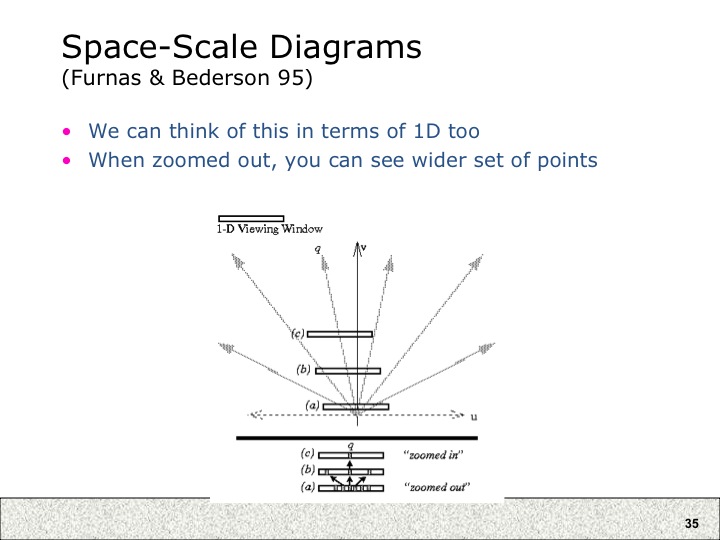 Space-Scale Diagrams
(Furnas & Bederson 95)
• We can think of this in terms of 1D too
• When zoomed out, you can see wider set of points
1-D Viewing Window
q
v
(c)
(b)
(a)
u
q
(c) "zoomed in"
(b)
(a) "zoomed out"
35